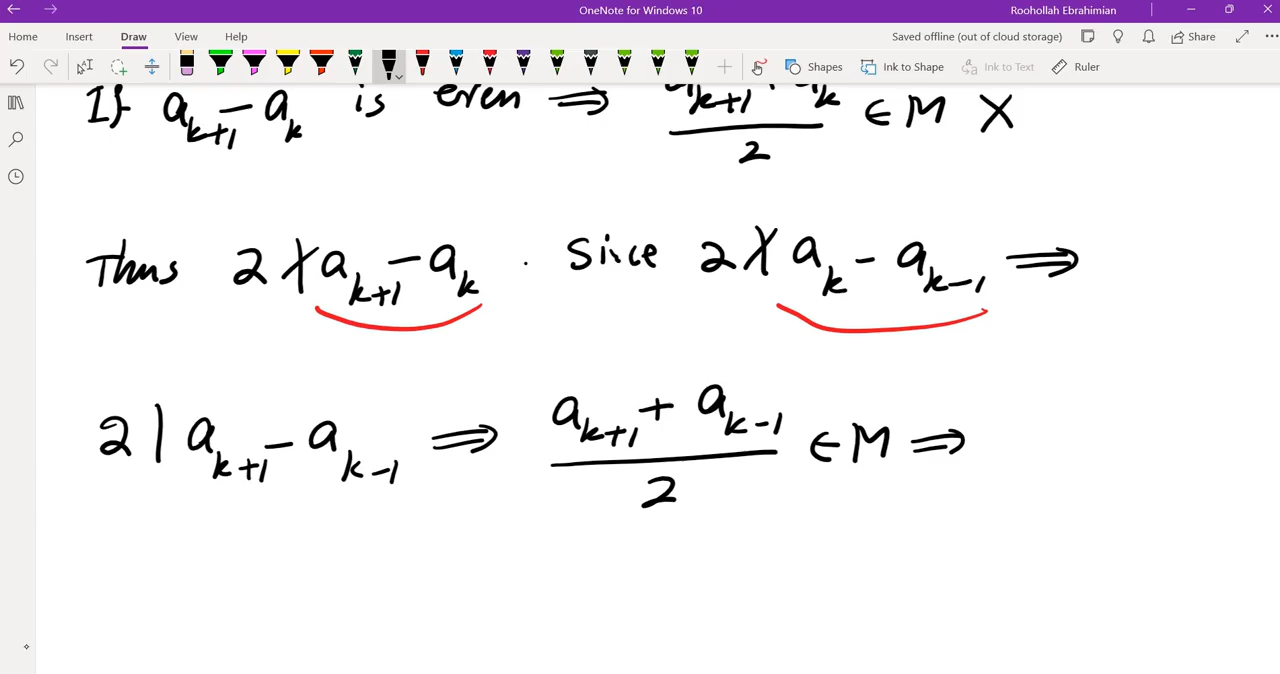 OneNote for Windows 10
Roohollah Ebrahimian
Home Insert Draw View Help
Saved offline (out of cloud storage)
Share
Shapes Ink to Shape Ink to Text Ruler
If a_{k+1} - a_k is even ⟹ (a_{k+1} + a_k)/2 ∈ M X
Thus 2 ∤ a_{k+1} - a_k . Since 2 ∤ a_k - a_{k-1} ⟹
2 | a_{k+1} - a_{k-1} ⟹ (a_{k+1} + a_{k-1})/2 ∈ M ⟹